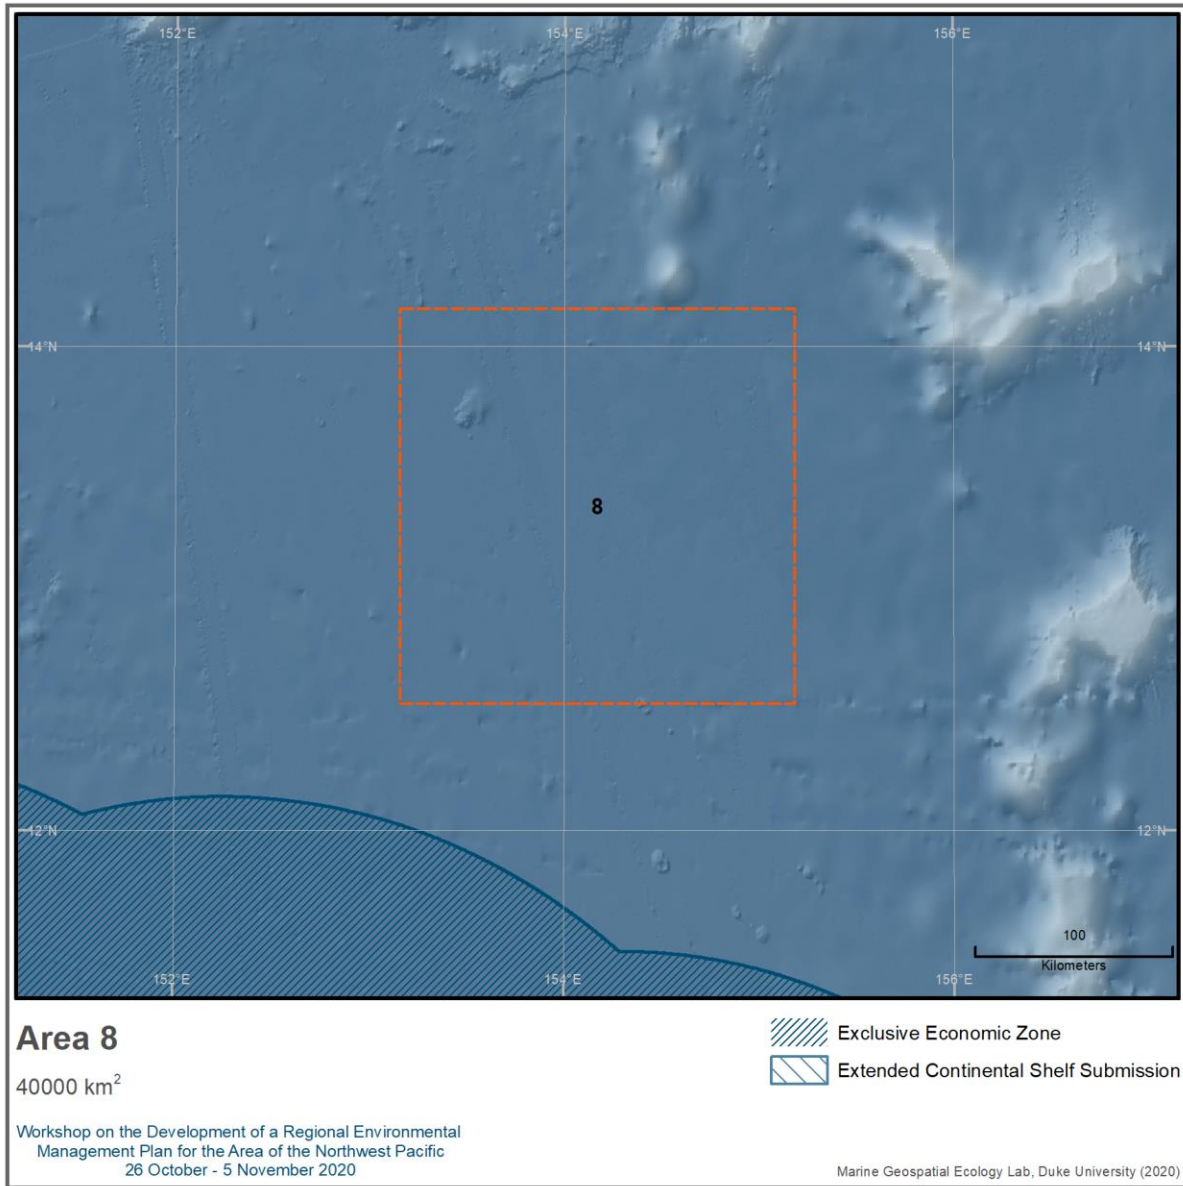 152°E 154°E 156°E
14°N 14°N
8
12°N 12°N
100
Kilometers
152°E 154°E 156°E
Area 8
40000 km²
Exclusive Economic Zone
Extended Continental Shelf Submission
Workshop on the Development of a Regional Environmental
Management Plan for the Area of the Northwest Pacific
26 October - 5 November 2020
Marine Geospatial Ecology Lab, Duke University (2020)